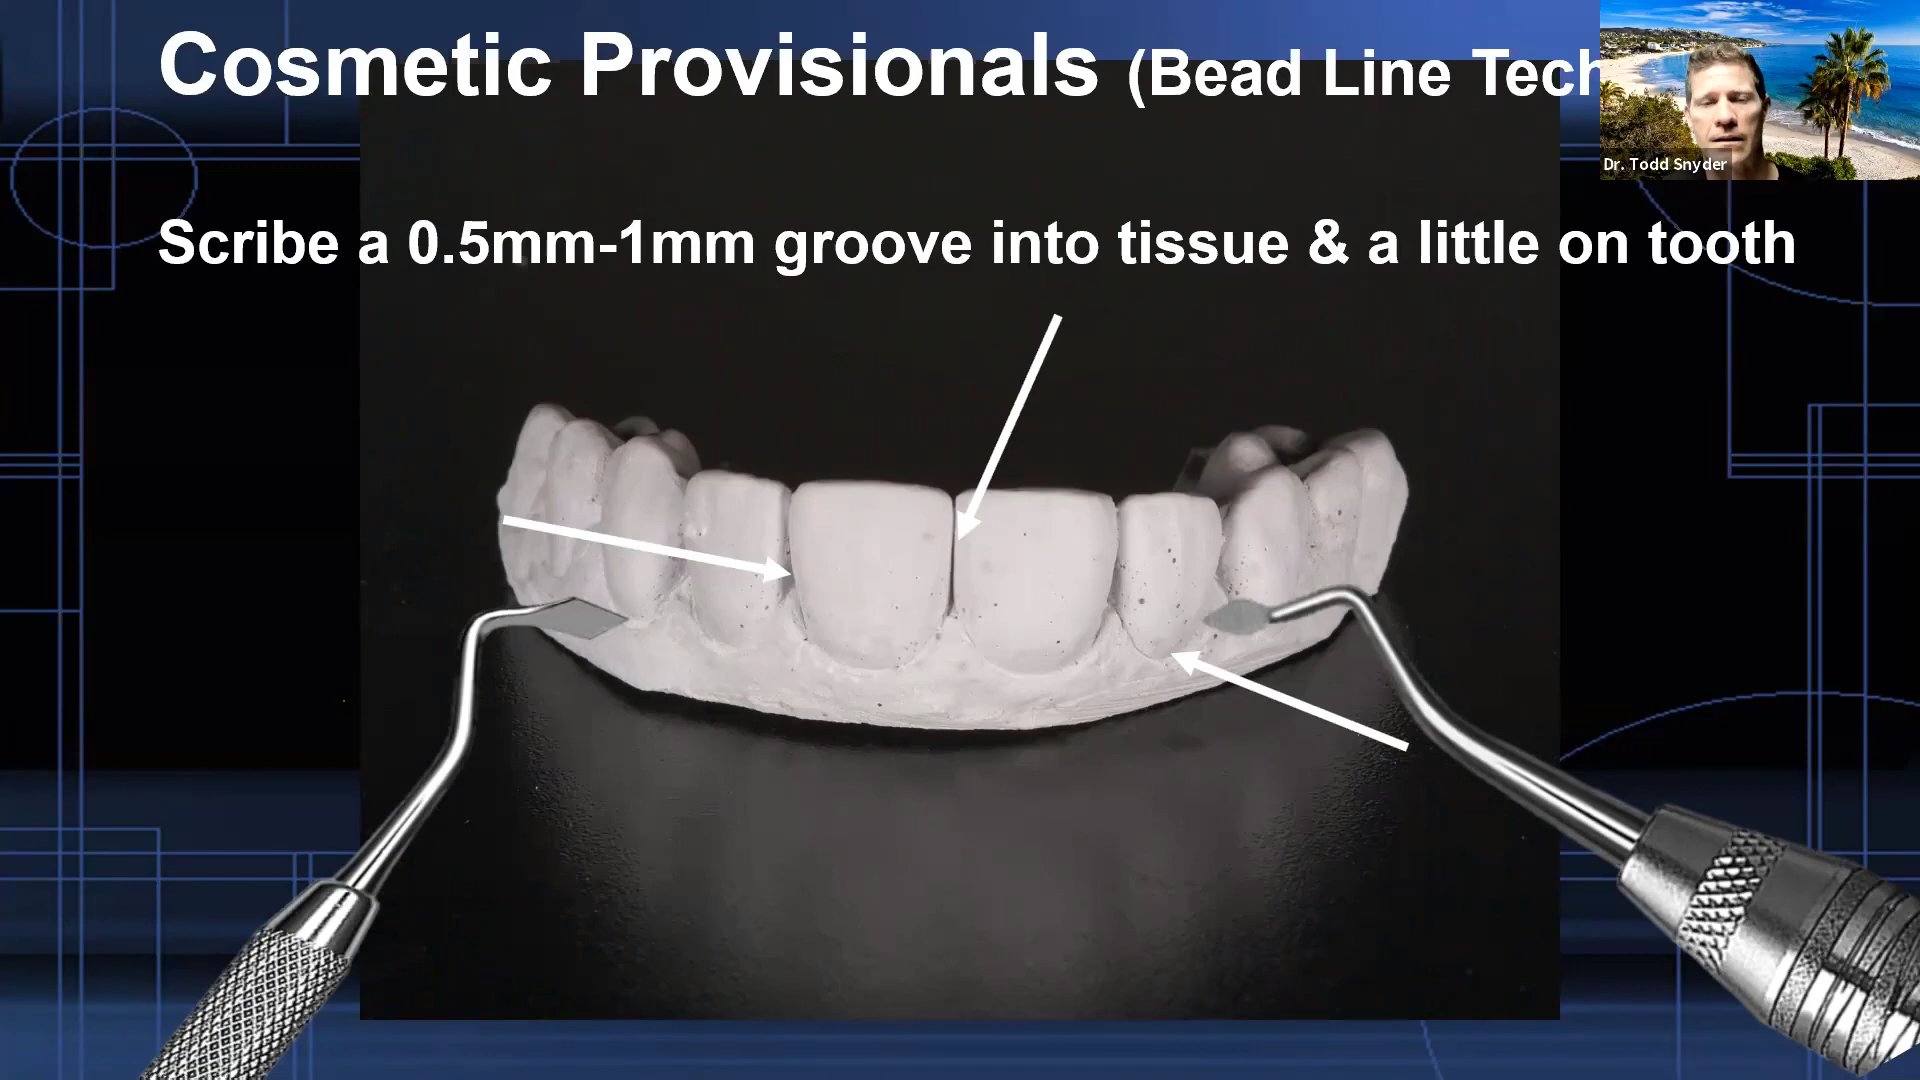 Cosmetic Provisionals (Bead Line Tech
Dr. Todd Snyder
Scribe a 0.5mm-1mm groove into tissue & a little on tooth